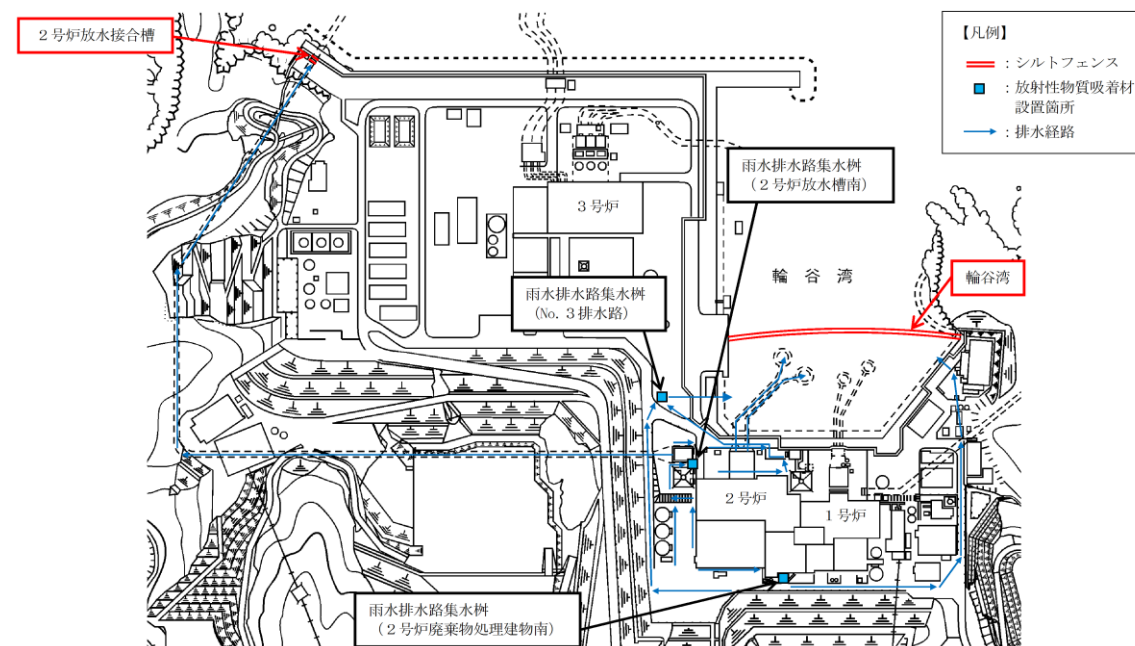 ２号炉放水接合槽
【凡例】
：シルトフェンス
：放射性物質吸着材
設置箇所
：排水経路
雨水排水路集水桝
（２号炉放水槽南）
３号炉
輪谷湾
輪谷湾
雨水排水路集水桝
(No. 3 排水路)
２号炉
１号炉
雨水排水路集水桝
（２号炉廃棄物処理建物南）